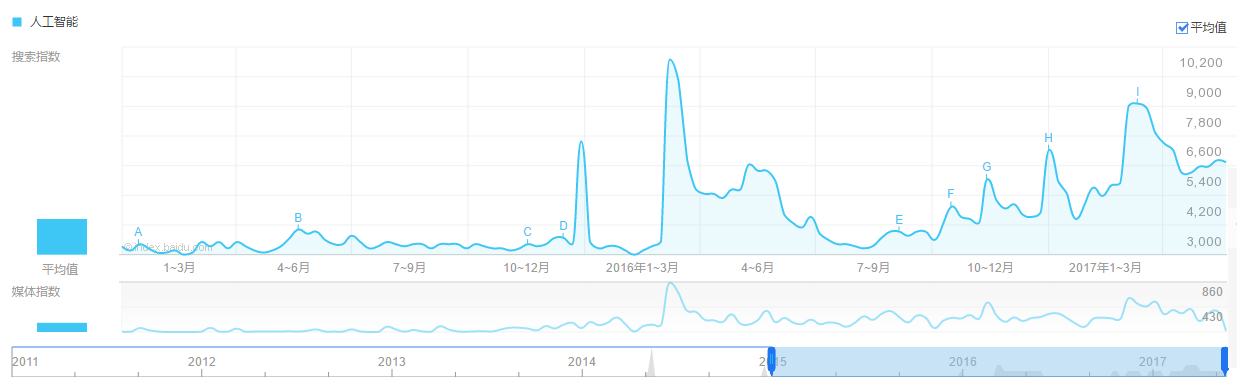 人工智能
平均值
搜索指数
10,200
9,000
7,800
6,600
5,400
4,200
3,000
A
B
C
D
E
F
G
H
I
© index.baidu.com
平均值
1~3月
4~6月
7~9月
10~12月
2016年1~3月
4~6月
7~9月
10~12月
2017年1~3月
媒体指数
860
430
2011
2012
2013
2014
2015
2016
2017